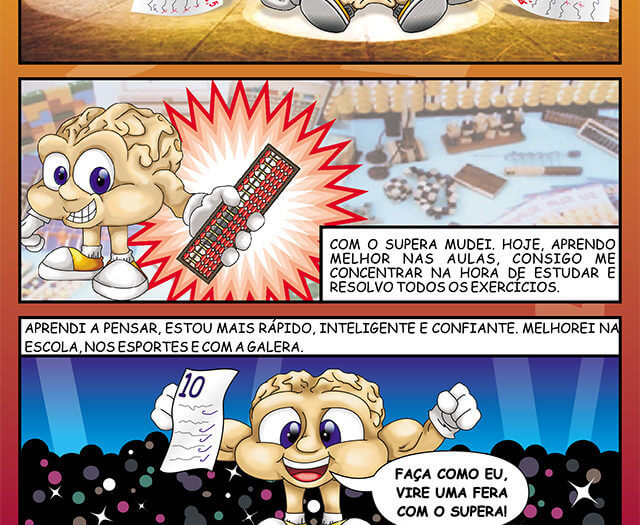 COM O SUPERA MUDEI. HOJE, APRENDO
MELHOR NAS AULAS, CONSIGO ME
CONCENTRAR NA HORA DE ESTUDAR E
RESOLVO TODOS OS EXERCÍCIOS.
APRENDI A PENSAR, ESTOU MAIS RÁPIDO, INTELIGENTE E CONFIANTE. MELHOREI NA
ESCOLA, NOS ESPORTES E COM A GALERA.
10
FAÇA COMO EU,
VIRE UMA FERA
COM O SUPERA!